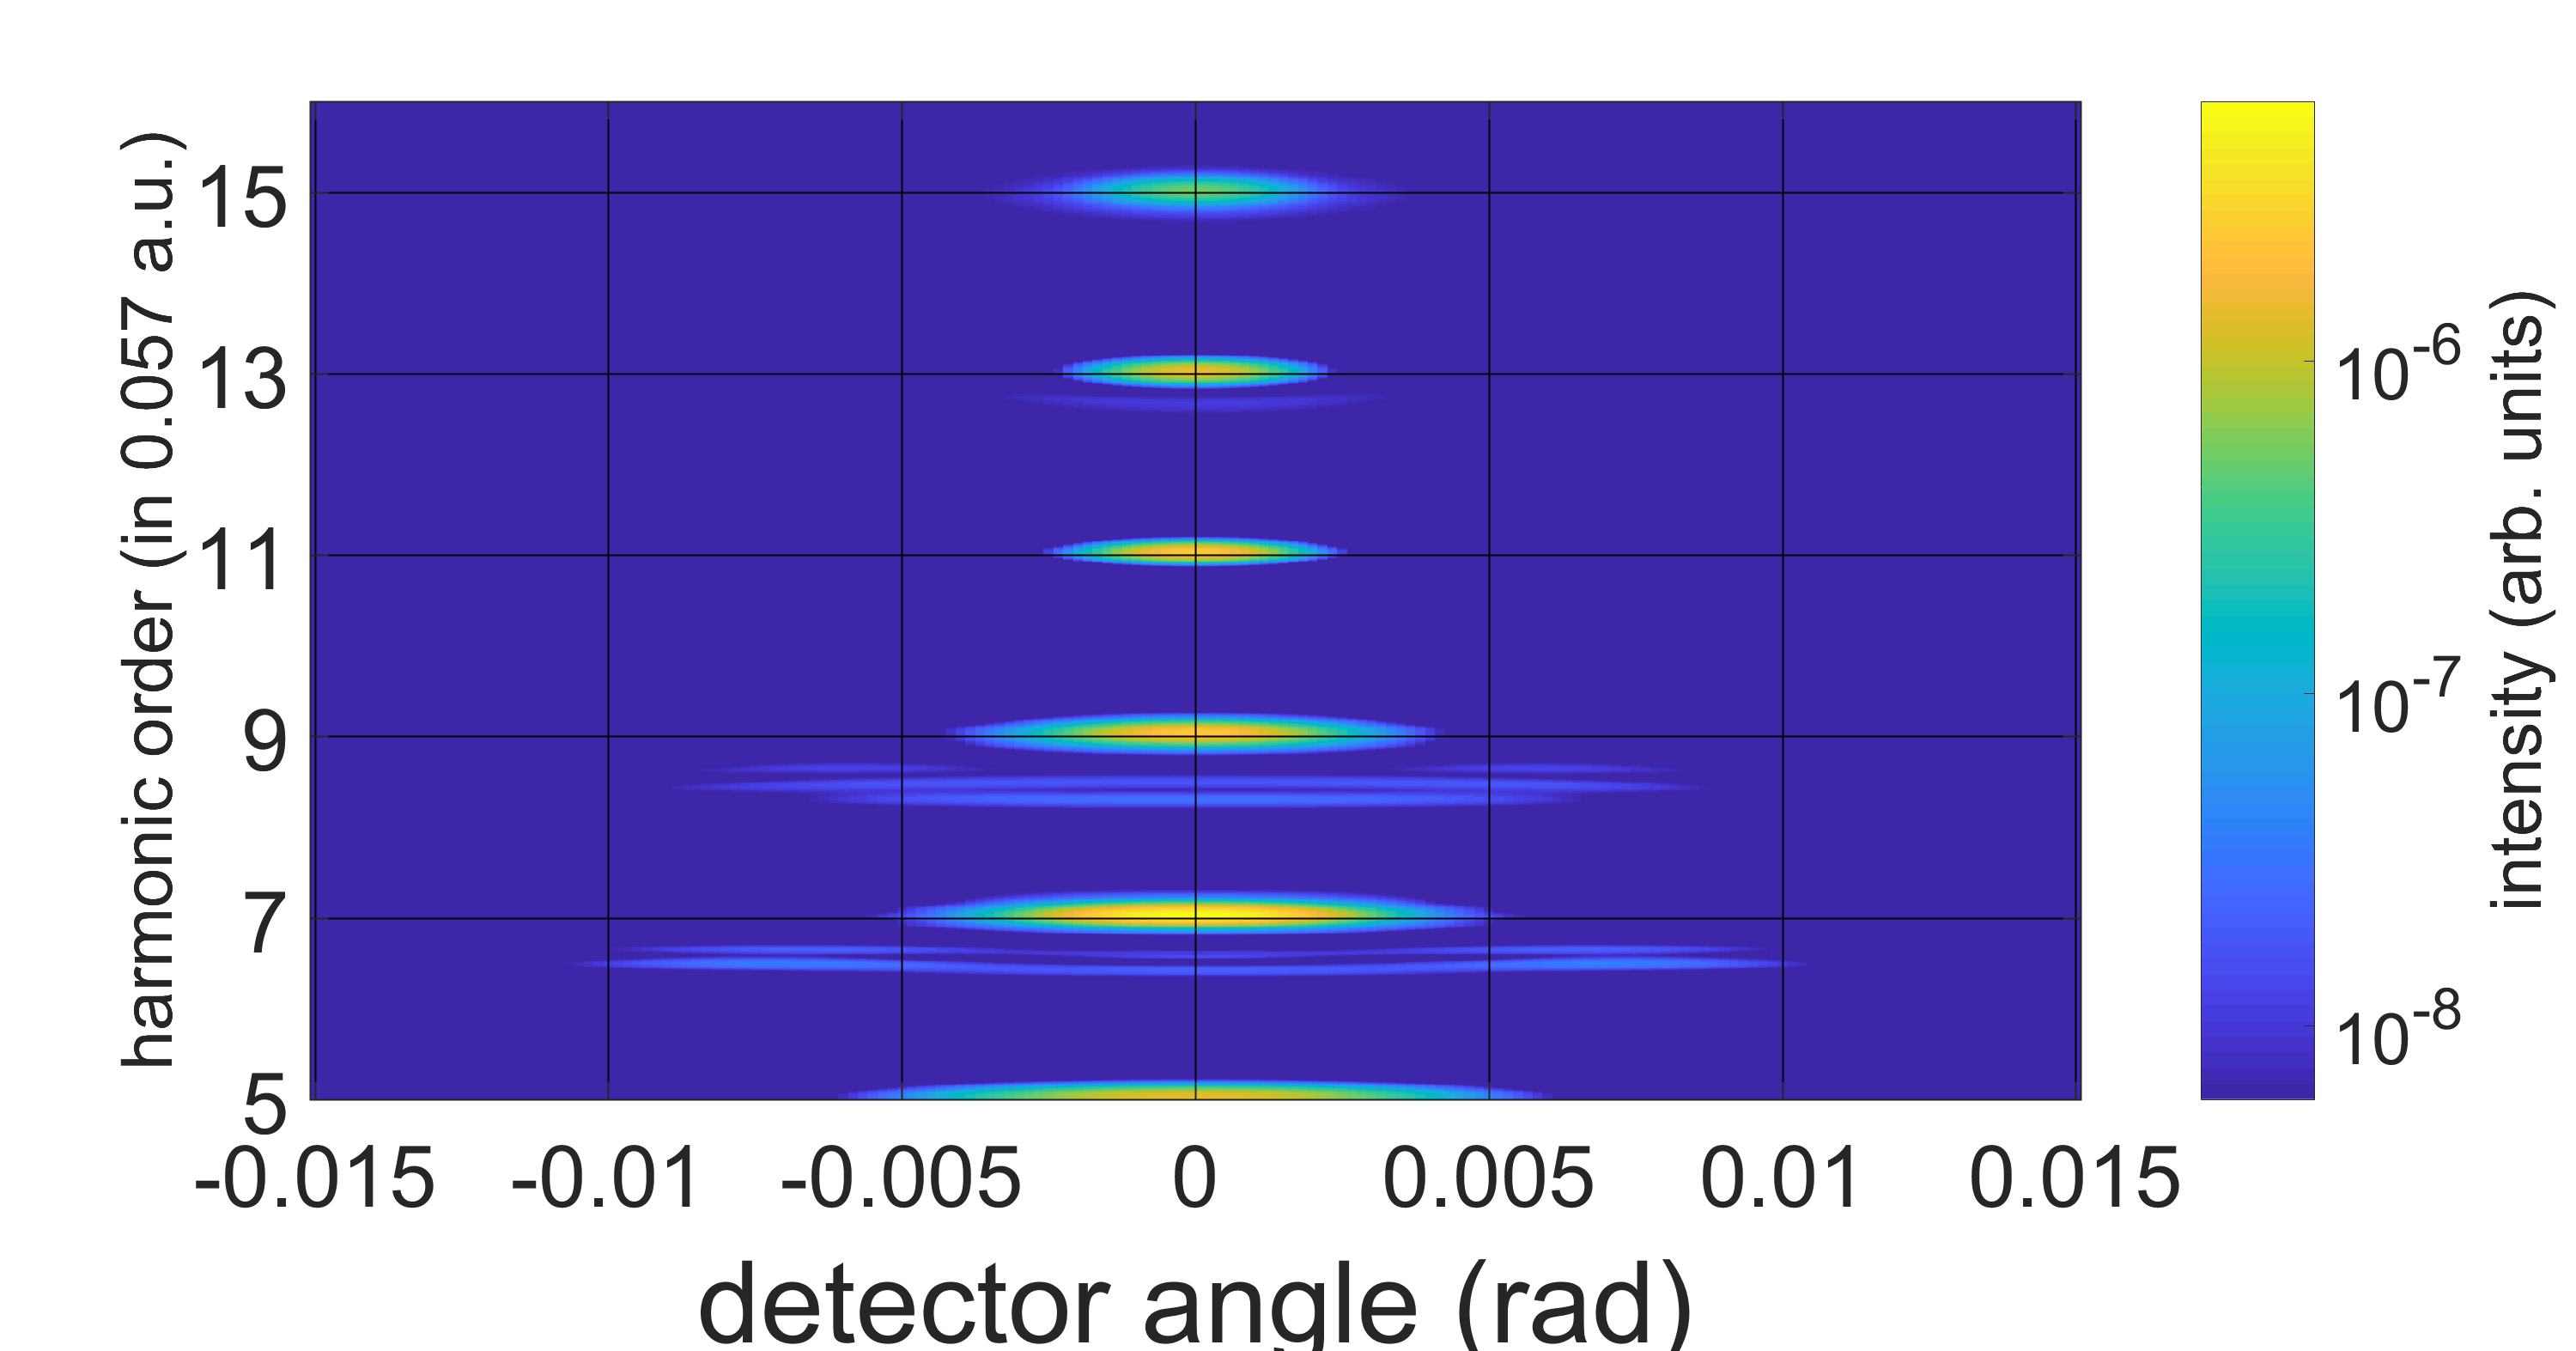 harmonic order (in 0.057 a.u.)
15
13
11
9
7
5
-0.015 -0.01 -0.005 0 0.005 0.01 0.015
detector angle (rad)
10^-6
10^-7
10^-8
intensity (arb. units)